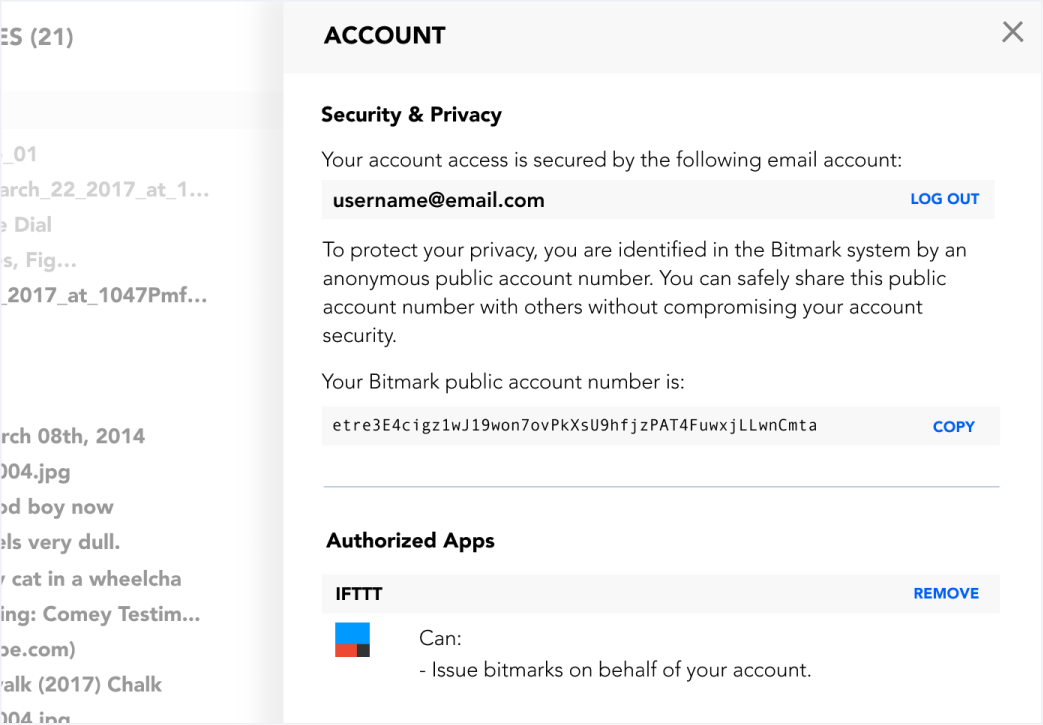 ES (21)
_01
arch_22_2017_at_1...
e Dial
s, Fig...
_2017_at_1047Pmf...
rch 08th, 2014
004.jpg
od boy now
els very dull.
y cat in a wheelcha
ing: Comey Testim...
be.com)
valk (2017) Chalk
004.jpg
ACCOUNT
Security & Privacy
Your account access is secured by the following email account:
username@email.com LOG OUT
To protect your privacy, you are identified in the Bitmark system by an
anonymous public account number. You can safely share this public
account number with others without compromising your account
security.
Your Bitmark public account number is:
etre3E4cigz1wJ19won7ovPkXsU9hfjzPAT4FuwxjLLwnCmta COPY
Authorized Apps
IFTTT REMOVE
Can:
- Issue bitmarks on behalf of your account.